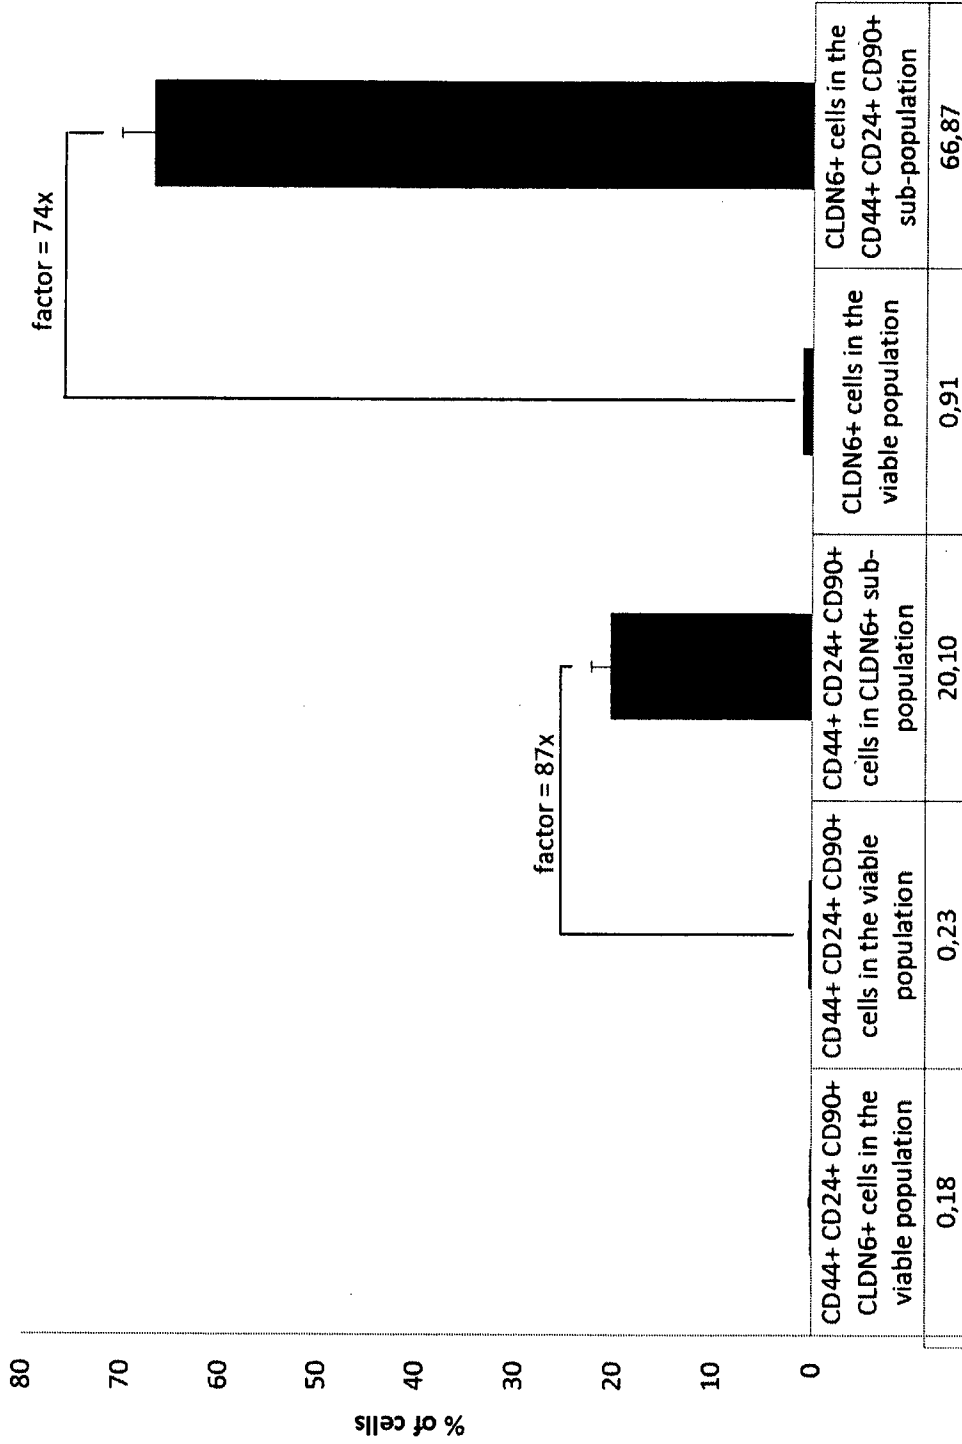 % of cells
80
70
60
50
40
30
20
10
0
factor = 87x
factor = 74x
CD44+ CD24+ CD90+
CLDN6+ cells in the
viable population
0,18
CD44+ CD24+ CD90+
cells in the viable
population
0,23
CD44+ CD24+ CD90+
cells in CLDN6+ sub-
population
20,10
CLDN6+ cells in the
viable population
0,91
CLDN6+ cells in the
CD44+ CD24+ CD90+
sub-population
66,87